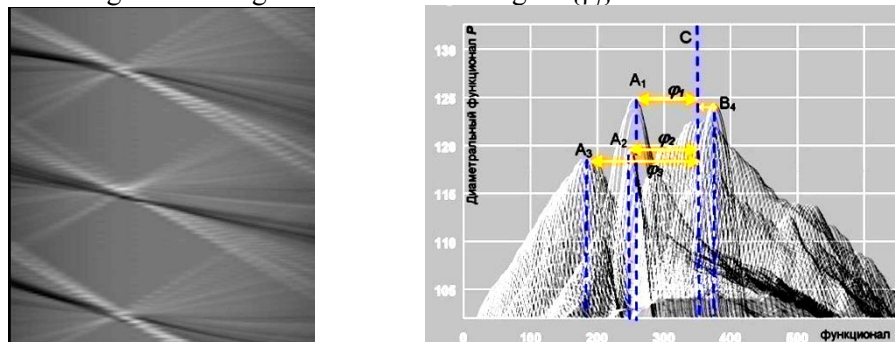 C
130
A₁
φ₁
B₄
125
A₂
φ₂
A₃
120
φ₃
115
110
105
Диаметральный функционал P
0 100 200 300 400 500
функционал